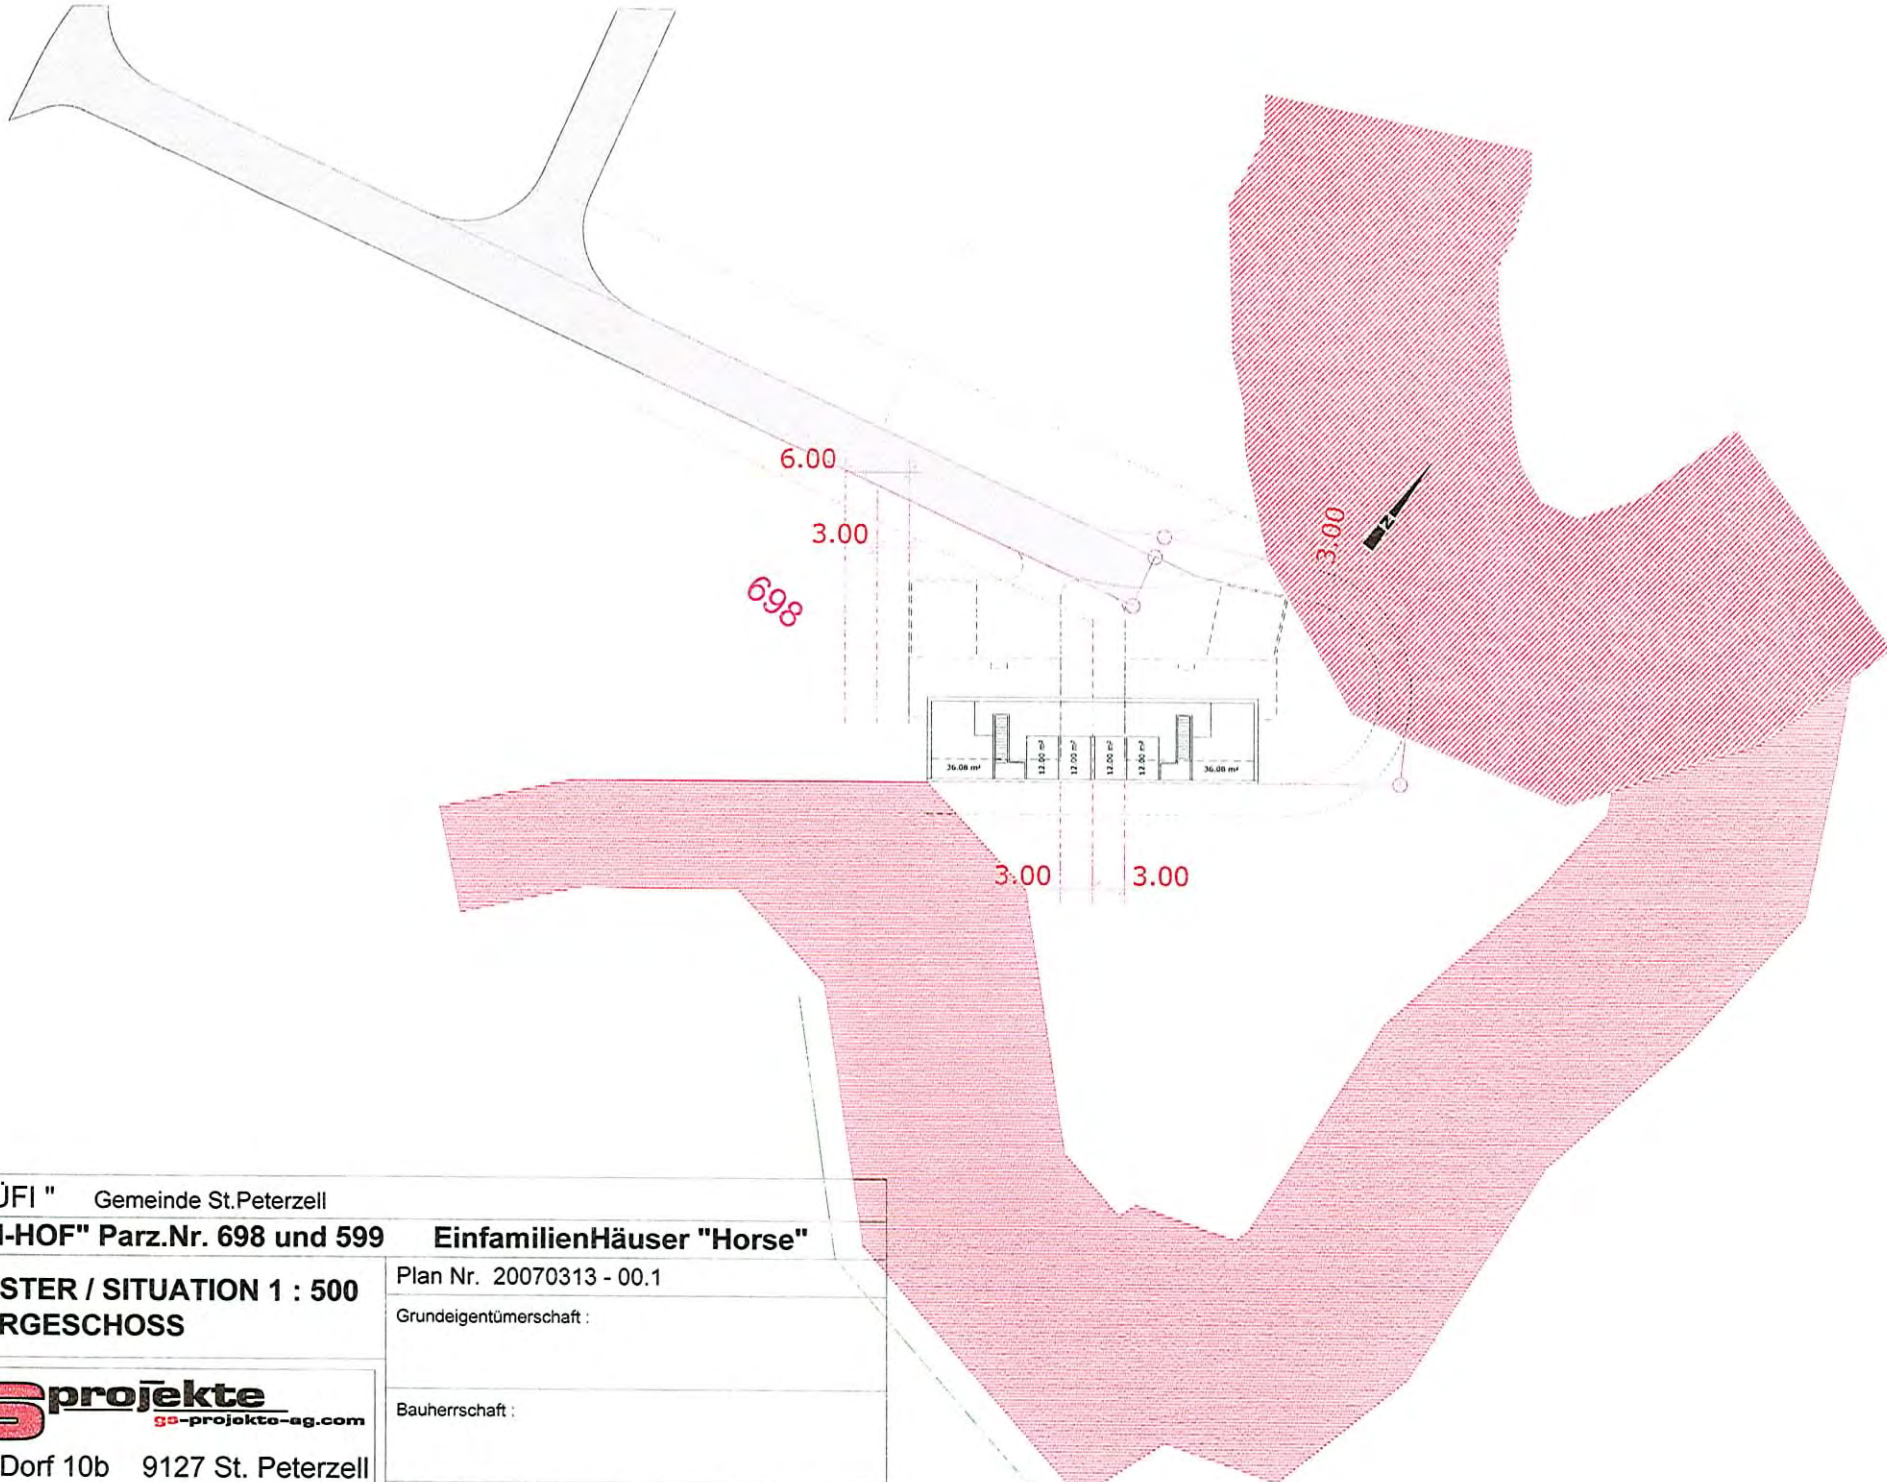 6.00
3.00
698
3.00
N
36.08 m²
12.00 m²
12.00 m²
12.00 m²
12.00 m²
36.08 m²
3.00
3.00
ÜFI " Gemeinde St.Peterzell
-HOF" Parz.Nr. 698 und 599 EinfamilienHäuser "Horse"
STER / SITUATION 1 : 500
RGESCHOSS
Plan Nr. 20070313 - 00.1
Grundeigentümerschaft :
Bauherrschaft :
S projekte
gs-projekte-ag.com
Dorf 10b 9127 St. Peterzell